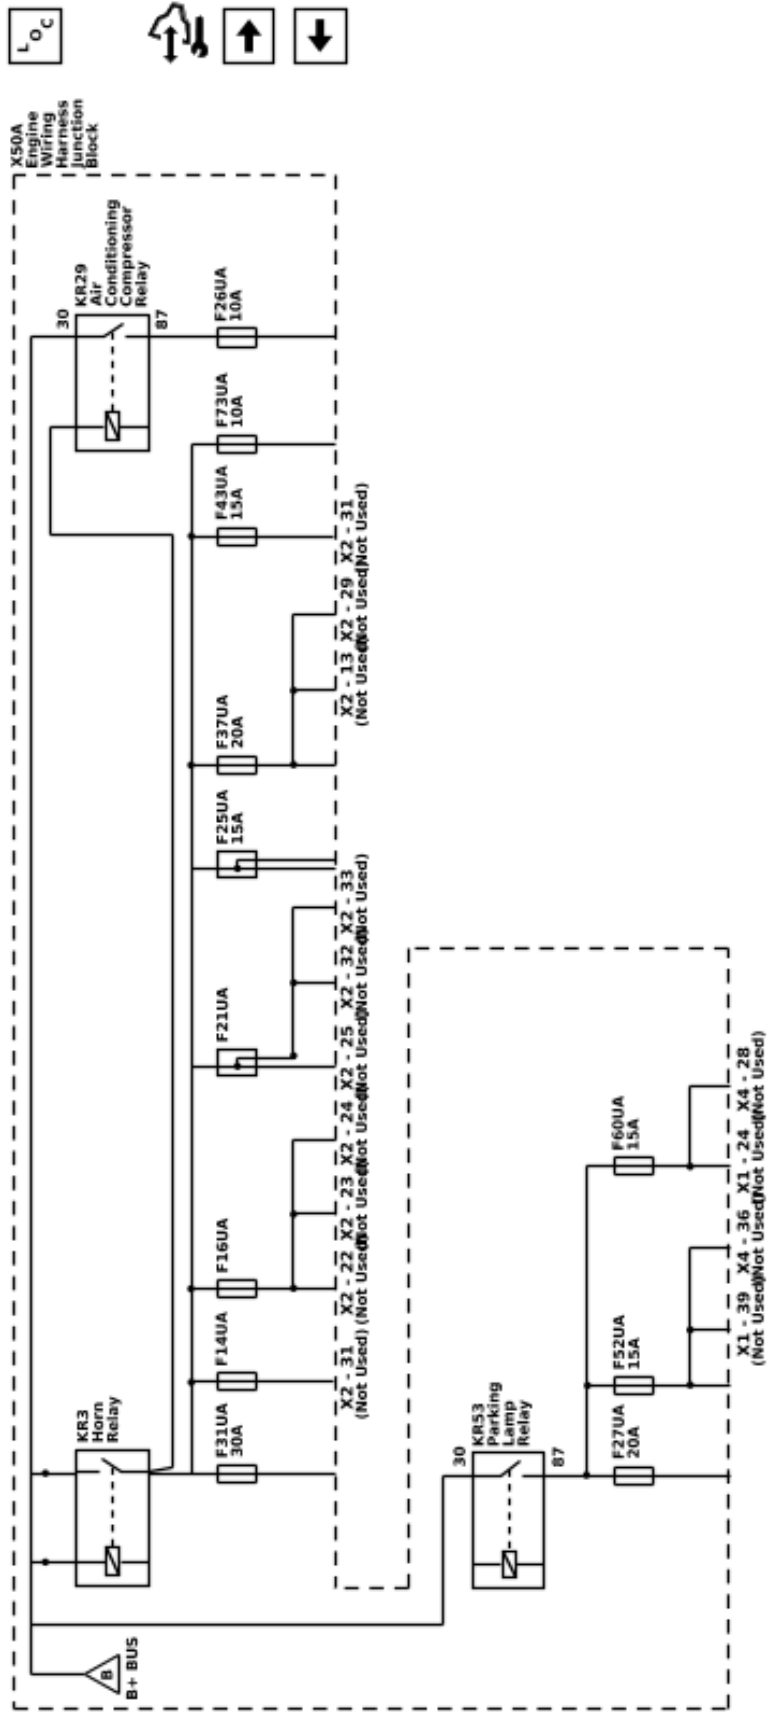 LOC
X50A
Engine
Wiring
Harness
Junction
Block
B
B+ BUS
KR3
Horn
Relay
30
KR29
Air
Conditioning
Compressor
Relay
87
F31UA
30A
F14UA
F16UA
F21UA
F25UA
15A
F37UA
20A
F43UA
15A
F73UA
10A
F26UA
10A
X2 - 31
(Not Used)
X2 - 22
(Not Used)
X2 - 23
(Not Used)
X2 - 24
(Not Used)
X2 - 25
(Not Used)
X2 - 32
(Not Used)
X2 - 33
(Not Used)
X2 - 13
(Not Used)
X2 - 29
(Not Used)
X2 - 31
(Not Used)
30
KR53
Parking
Lamp
Relay
87
F27UA
20A
F52UA
15A
F60UA
15A
X1 - 39
(Not Used)
X4 - 36
(Not Used)
X1 - 24
(Not Used)
X4 - 28
(Not Used)